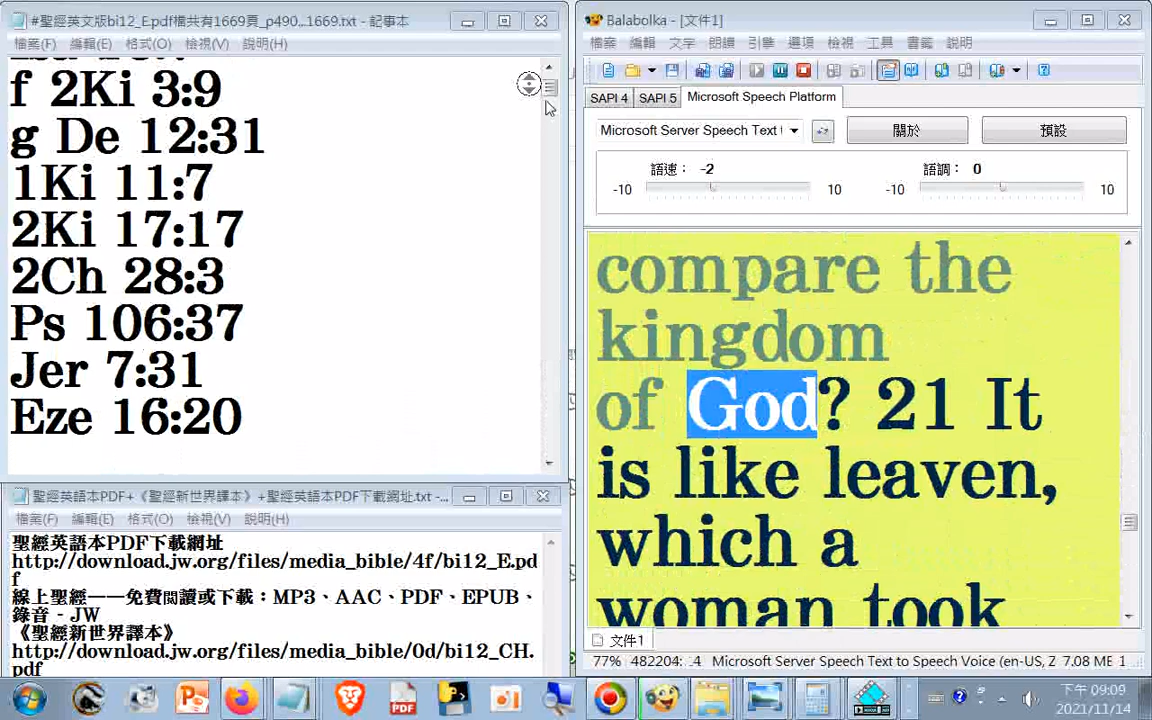 #聖經英文版bi12_Epdf檔共有1669頁_p490...1669.txt - 記事本
檔案(F) 編輯(E) 格式(O) 檢視(V) 說明(H)
f 2Ki 3:9
g De 12:31
1Ki 11:7
2Ki 17:17
2Ch 28:3
Ps 106:37
Jer 7:31
Eze 16:20
聖經英語本PDF+《聖經新世界譯本》+聖經英語本PDF下載網址.txt - ...
檔案(F) 編輯(E) 格式(O) 檢視(V) 說明(H)
聖經英語本PDF下載網址
http://download.jw.org/files/media_bible/4f/bi12_E.pd
f
線上聖經——免費閱讀或下載：MP3、AAC、PDF、EPUB、
錄音 - JW
《聖經新世界譯本》
http://download.jw.org/files/media_bible/0d/bi12_CH.
pdf
Balabolka - [文件1]
檔案 編輯 文字 朗讀 引擎 選項 檢視 工具 書籤 說明
SAPI 4 SAPI 5 Microsoft Speech Platform
Microsoft Server Speech Text 關於 預設
語速： -2 語調： 0
-10 10 -10 10
compare the
kingdom
of God? 21 It
is like leaven,
which a
woman took
文件1
77% 482204: .4 Microsoft Server Speech Text to Speech Voice (en-US, Z 7.08 ME 1
PDF
下午 09:09
2021/11/14